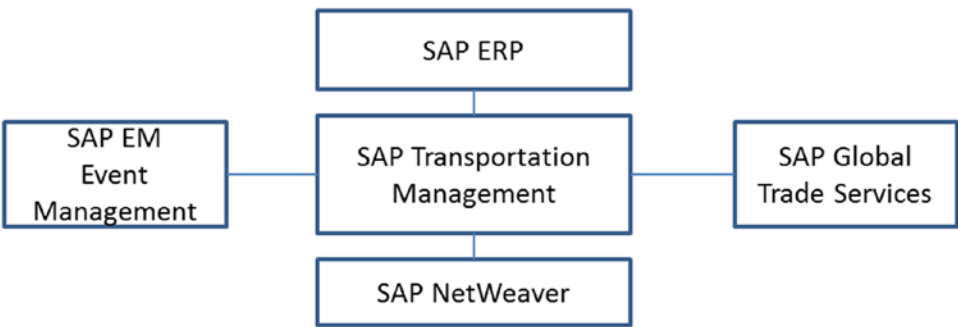 SAP ERP
SAP EM
Event
Management
SAP Transportation
Management
SAP Global
Trade Services
SAP NetWeaver